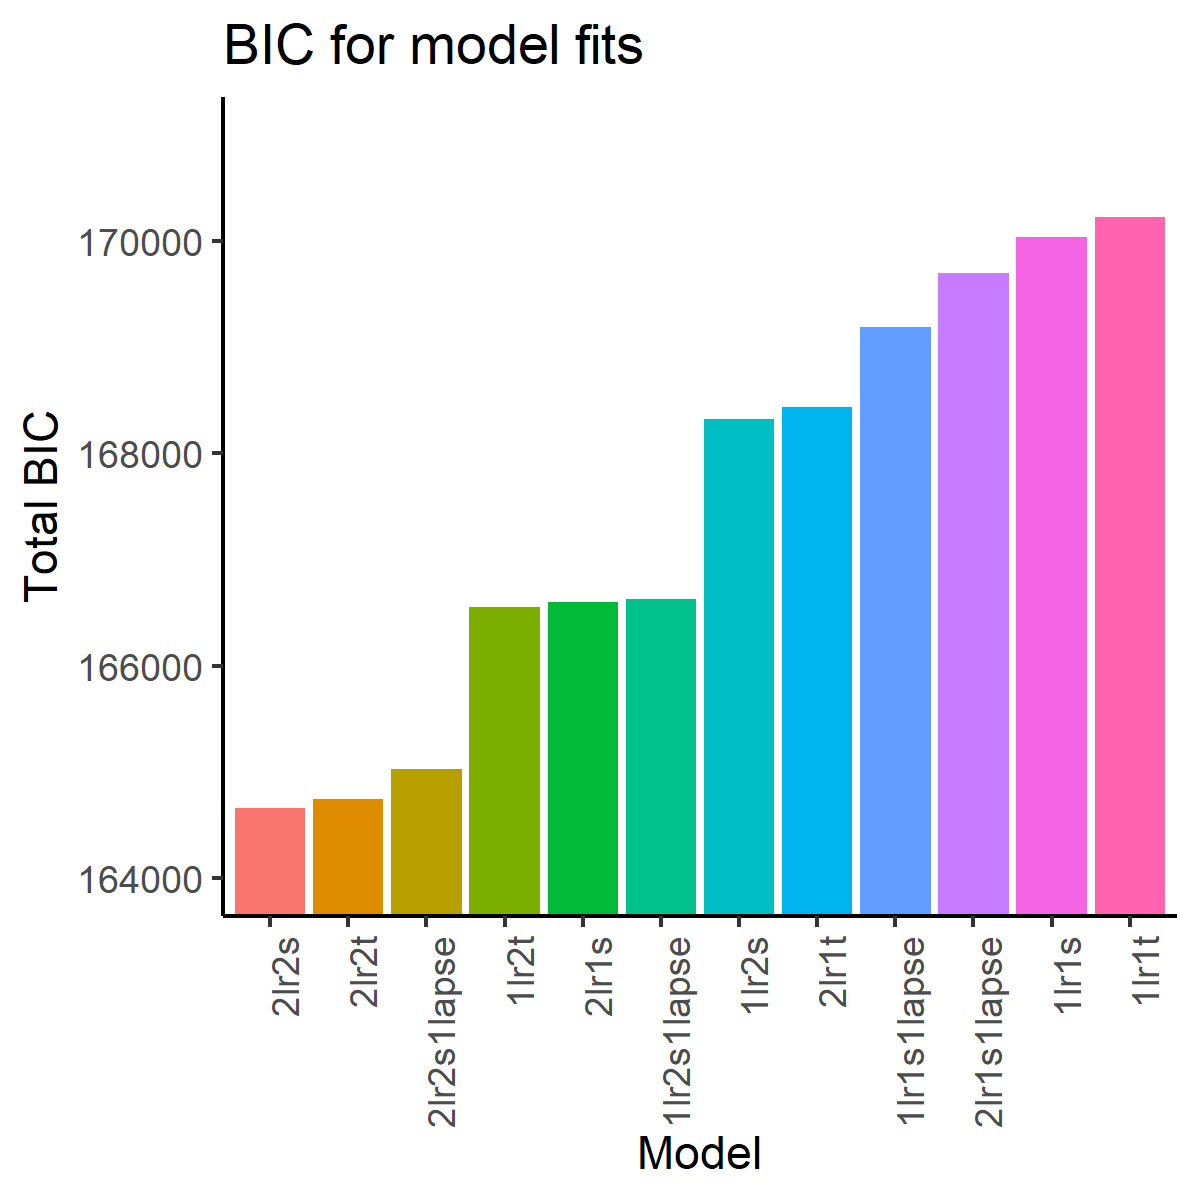 BIC for model fits
Total BIC
170000
168000
166000
164000
2lr2s
2lr2t
2lr2s1lapse
1lr2t
2lr1s
1lr2s1lapse
1lr2s
2lr1t
1lr1s1lapse
2lr1s1lapse
1lr1s
1lr1t
Model